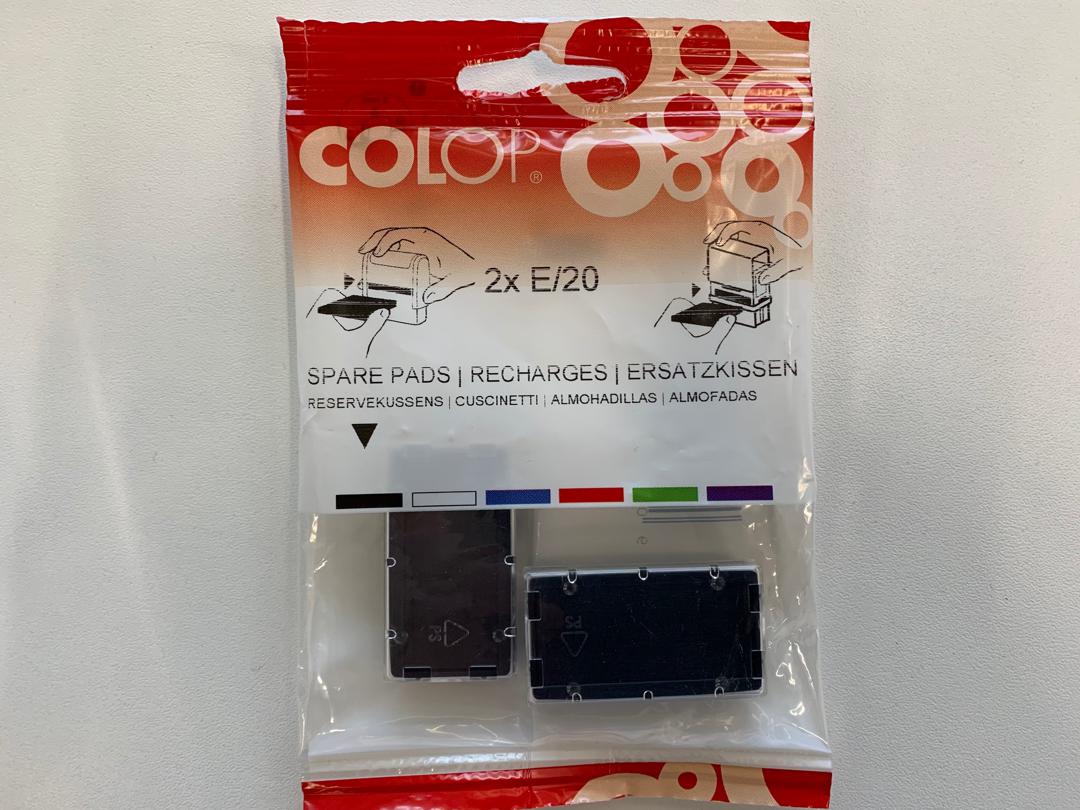 COLOP®
2x E/20
SPARE PADS | RECHARGES | ERSATZKISSEN
RESERVEKUSSENS | CUSCINETTI | ALMOHADILLAS | ALMOFADAS
PS
PS